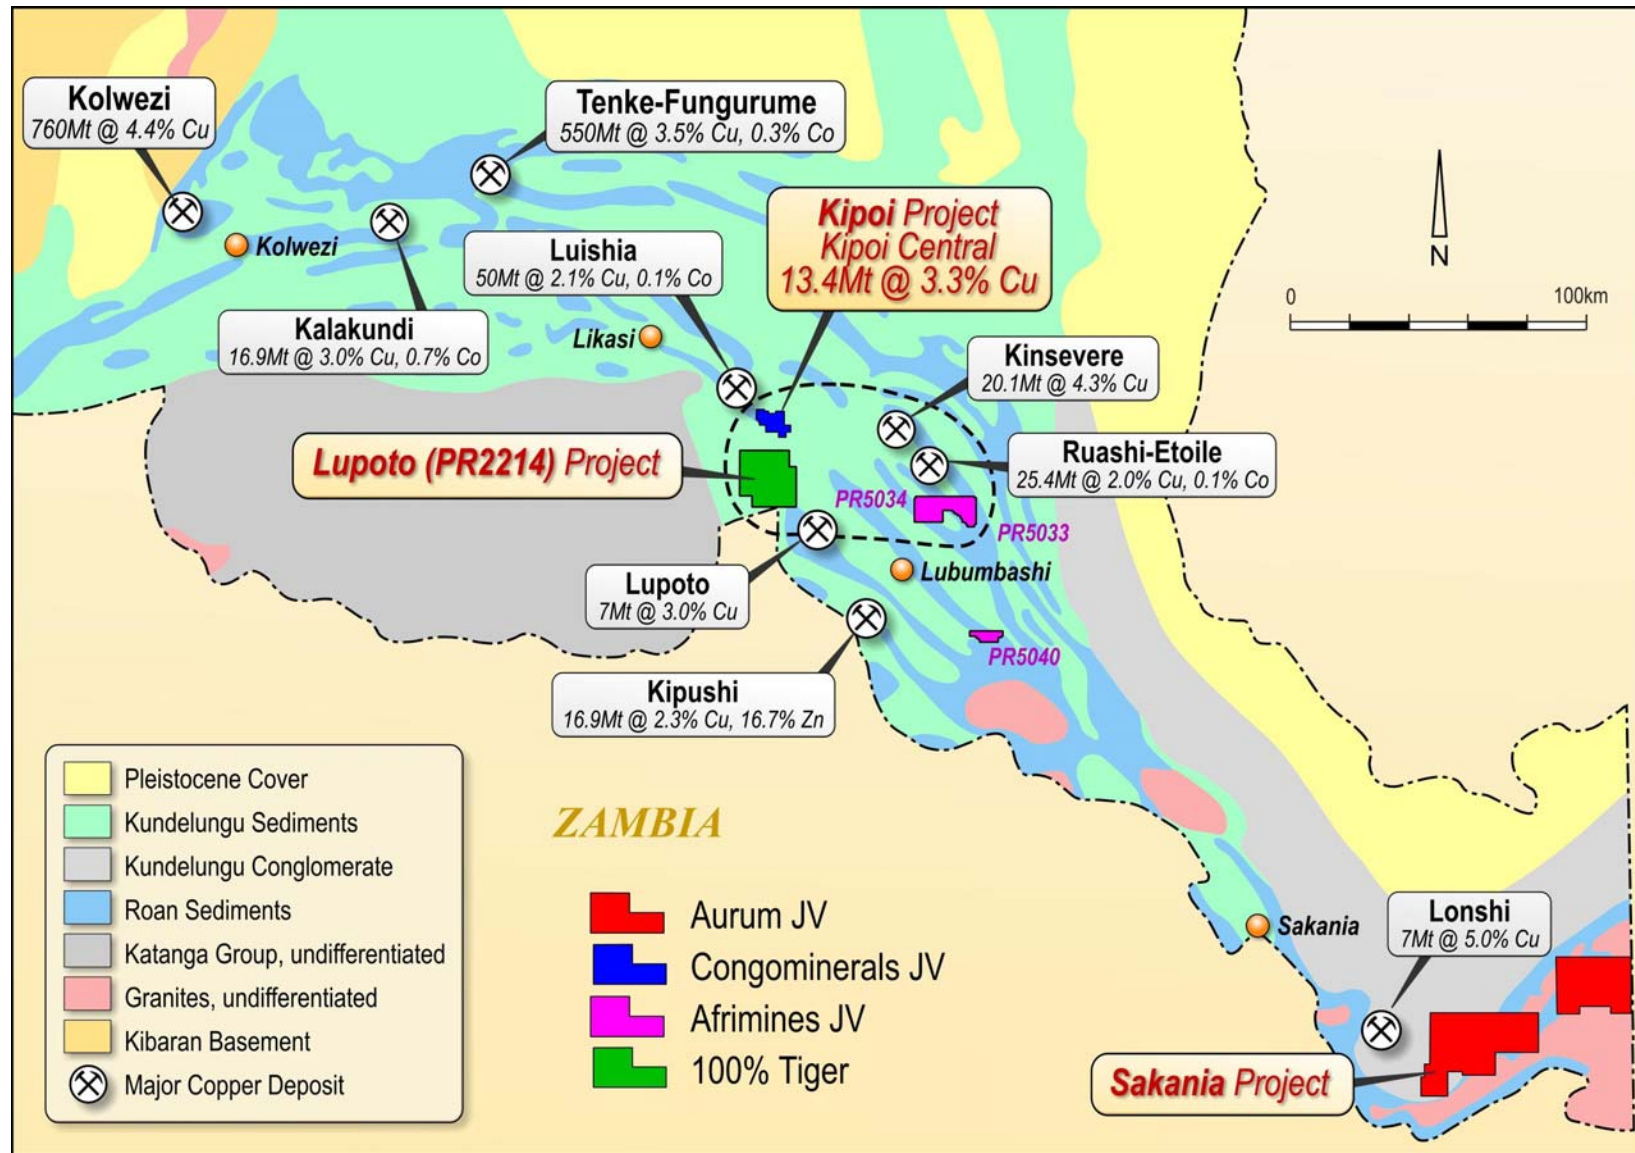 Kolwezi
760Mt @ 4.4% Cu
Tenke-Fungurume
550Mt @ 3.5% Cu, 0.3% Co
Kipoi Project
Kipoi Central
13.4Mt @ 3.3% Cu
Kolwezi
Luishia
50Mt @ 2.1% Cu, 0.1% Co
N
0
100km
Kalakundi
16.9Mt @ 3.0% Cu, 0.7% Co
Likasi
Kinsevere
20.1Mt @ 4.3% Cu
Lupoto (PR2214) Project
Ruashi-Etoile
25.4Mt @ 2.0% Cu, 0.1% Co
PR5034
PR5033
Lupoto
7Mt @ 3.0% Cu
Lubumbashi
PR5040
Kipushi
16.9Mt @ 2.3% Cu, 16.7% Zn
Pleistocene Cover
Kundelungu Sediments
Kundelungu Conglomerate
Roan Sediments
Katanga Group, undifferentiated
Granites, undifferentiated
Kibaran Basement
Major Copper Deposit
ZAMBIA
Aurum JV
Congominerals JV
Afrimines JV
100% Tiger
Sakania
Lonshi
7Mt @ 5.0% Cu
Sakania Project